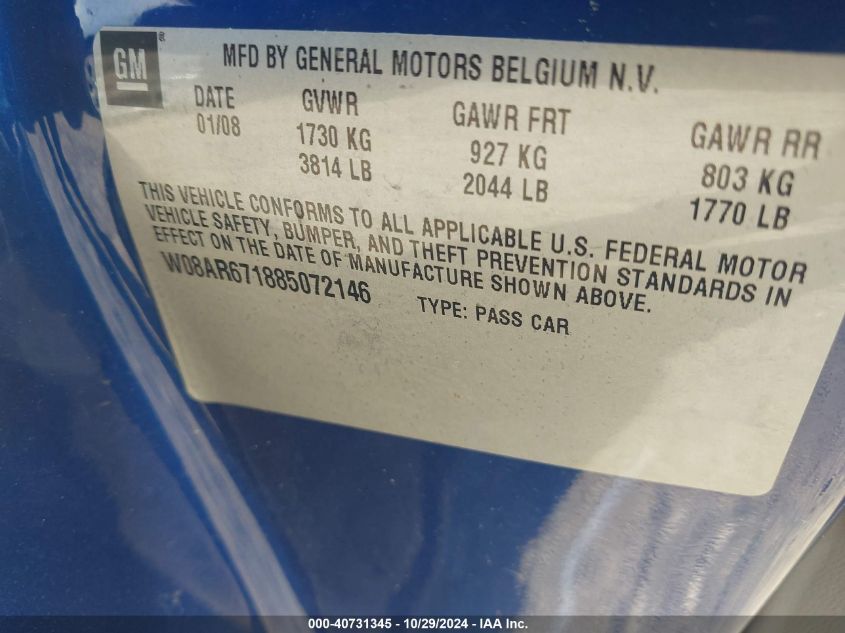 GM
MFD BY GENERAL MOTORS BELGIUM N.V.
DATE GVWR GAWR FRT GAWR RR
01/08 1730 KG 927 KG 803 KG
3814 LB 2044 LB 1770 LB
THIS VEHICLE CONFORMS TO ALL APPLICABLE U.S. FEDERAL MOTOR
VEHICLE SAFETY, BUMPER, AND THEFT PREVENTION STANDARDS IN
EFFECT ON THE DATE OF MANUFACTURE SHOWN ABOVE.
W08AR671885072146 TYPE: PASS CAR
000-40731345 | 10/29/2024 - IAA Inc.